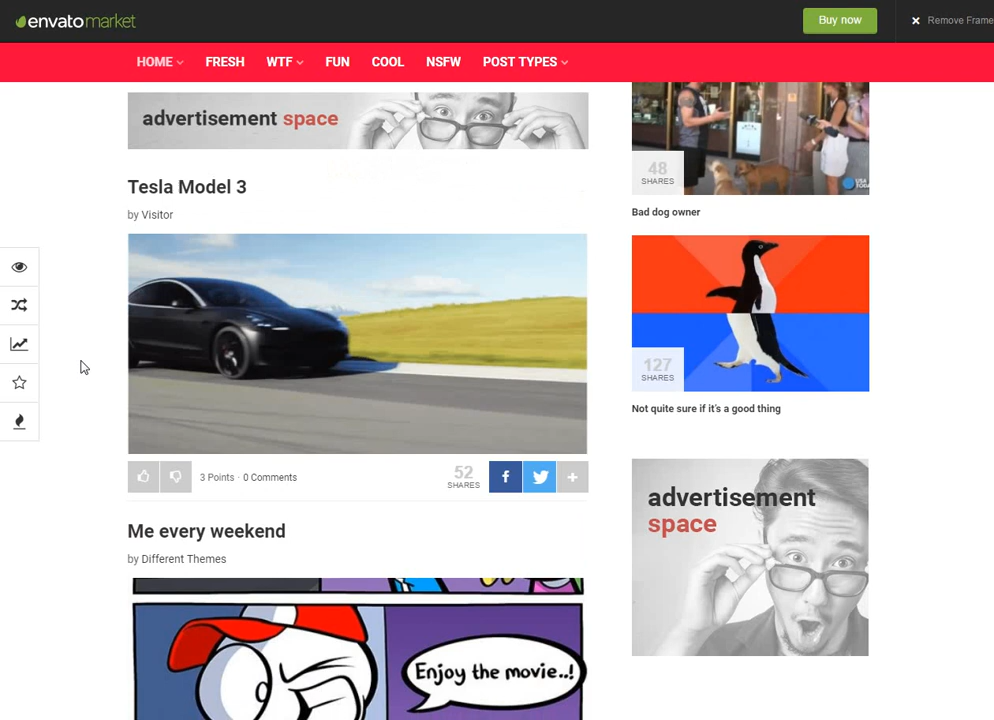 envatomarket
Buy now
Remove Frame
HOME
FRESH
WTF
FUN
COOL
NSFW
POST TYPES
advertisement space
Tesla Model 3
by Visitor
3 Points · 0 Comments
52
SHARES
Me every weekend
by Different Themes
Enjoy the movie..!
48
SHARES
USA
TODAY
Bad dog owner
127
SHARES
Not quite sure if it's a good thing
advertisement
space